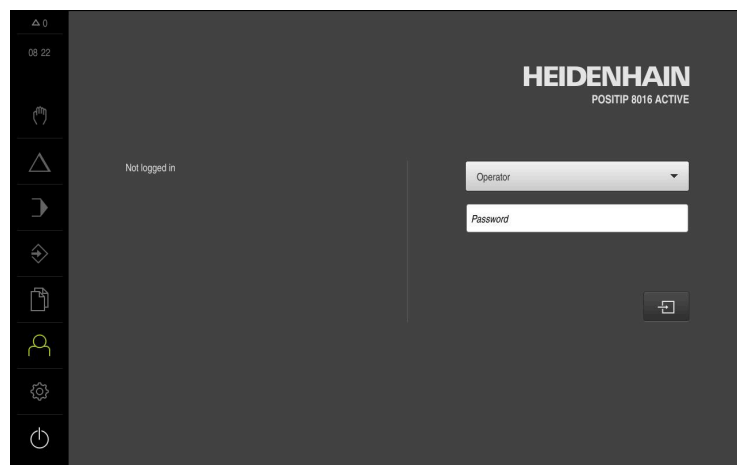 0
08 22
HEIDENHAIN
POSITIP 8016 ACTIVE
Not logged in
Operator
Password